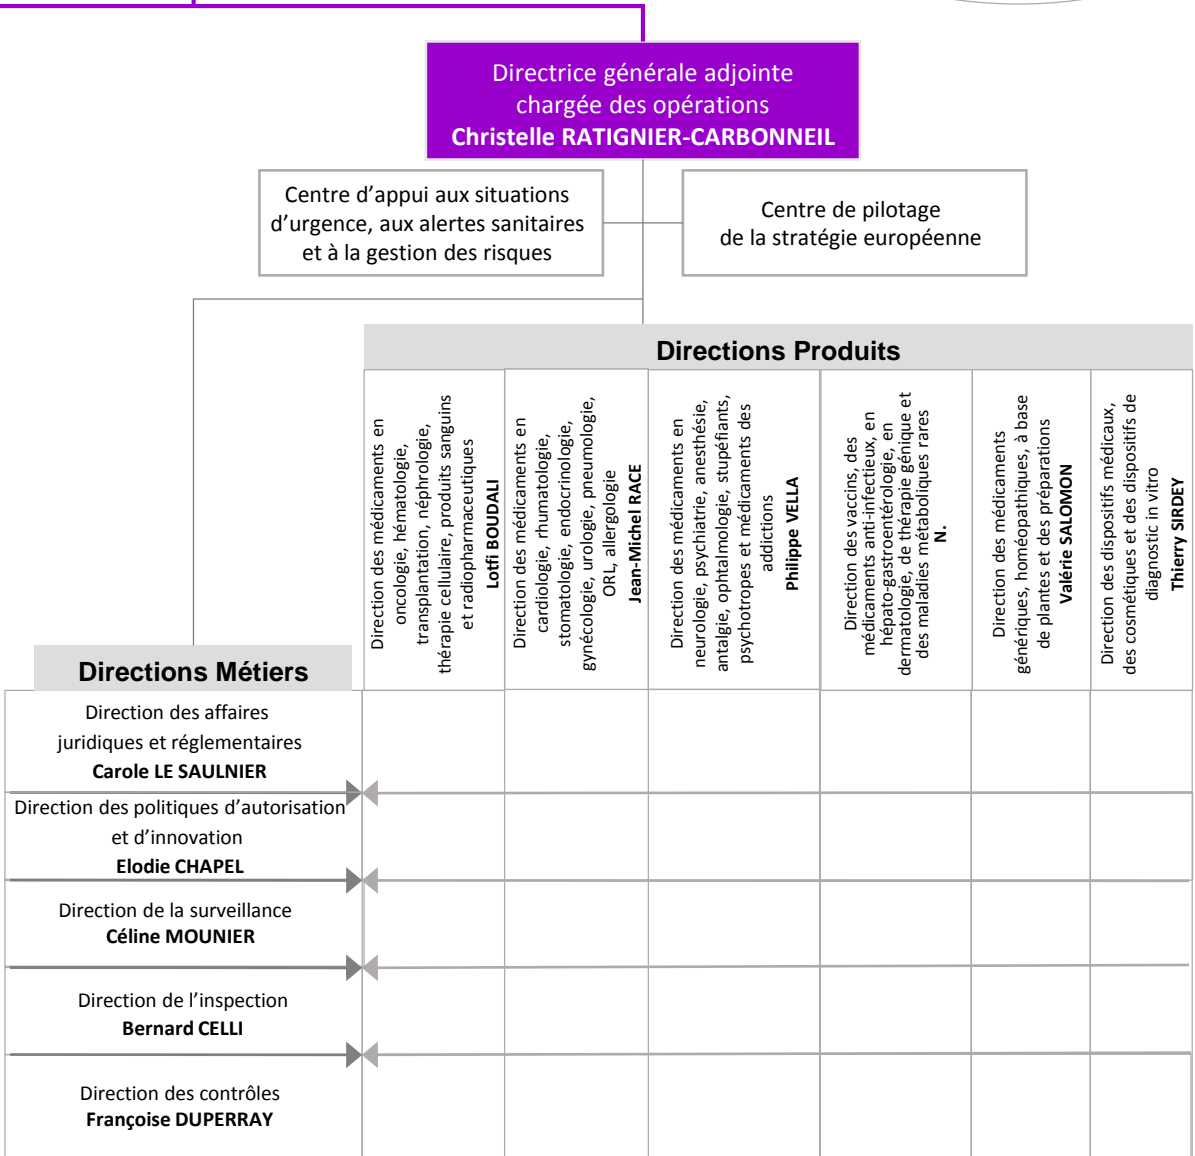 Directrice générale adjointe
chargée des opérations
Christelle RATIGNIER-CARBONNEIL
Centre d’appui aux situations
d’urgence, aux alertes sanitaires
et à la gestion des risques
Centre de pilotage
de la stratégie européenne
Directions Produits
Direction des médicaments en
oncologie, hématologie,
transplantation, néphrologie,
thérapie cellulaire, produits sanguins
et radiopharmaceutiques
Lotfi BOUDALI
Direction des médicaments en
cardiologie, rhumatologie,
stomatologie, endocrinologie,
gynécologie, urologie, pneumologie,
ORL, allergologie
Jean-Michel RACE
Direction des médicaments en
neurologie, psychiatrie, anesthésie,
antalgie, ophtalmologie, stupéfiants,
psychotropes et médicaments des
addictions
Philippe VELLA
Direction des vaccins, des
médicaments anti-infectieux, en
hépato-gastroentérologie, en
dermatologie, de thérapie génique et
des maladies métaboliques rares
N.
Direction des médicaments
génériques, homéopathiques, à base
de plantes et des préparations
Valérie SALOMON
Direction des dispositifs médicaux,
des cosmétiques et des dispositifs de
diagnostic in vitro
Thierry SIRDEY
Directions Métiers
Direction des affaires
juridiques et réglementaires
Carole LE SAULNIER
Direction des politiques d’autorisation
et d’innovation
Elodie CHAPEL
Direction de la surveillance
Céline MOUNIER
Direction de l’inspection
Bernard CELLI
Direction des contrôles
Françoise DUPERRAY